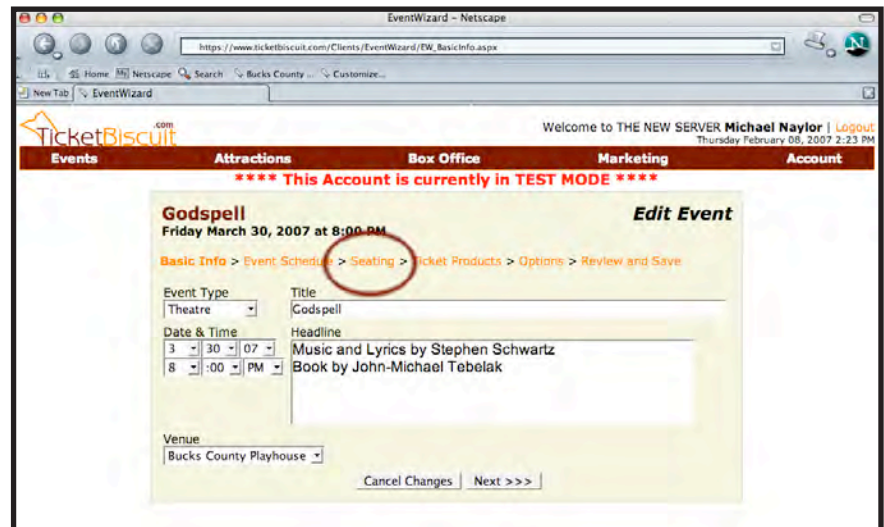 EventWizard – Netscape
https://www.ticketbiscuit.com/Clients/EventWizard/EW_BasicInfo.aspx
Home Netscape Search Bucks County ... Customize...
New Tab EventWizard
TicketBiscuit.com
Welcome to THE NEW SERVER Michael Naylor | Logout
Thursday February 08, 2007 2:23 PM
Events Attractions Box Office Marketing Account
**** This Account is currently in TEST MODE ****
Godspell Edit Event
Friday March 30, 2007 at 8:00 PM
Basic Info > Event Schedule > Seating > Ticket Products > Options > Review and Save
Event Type Title
Theatre Godspell
Date & Time Headline
3 30 07 Music and Lyrics by Stephen Schwartz
8 :00 PM Book by John-Michael Tebelak
Venue
Bucks County Playhouse
Cancel Changes Next >>>